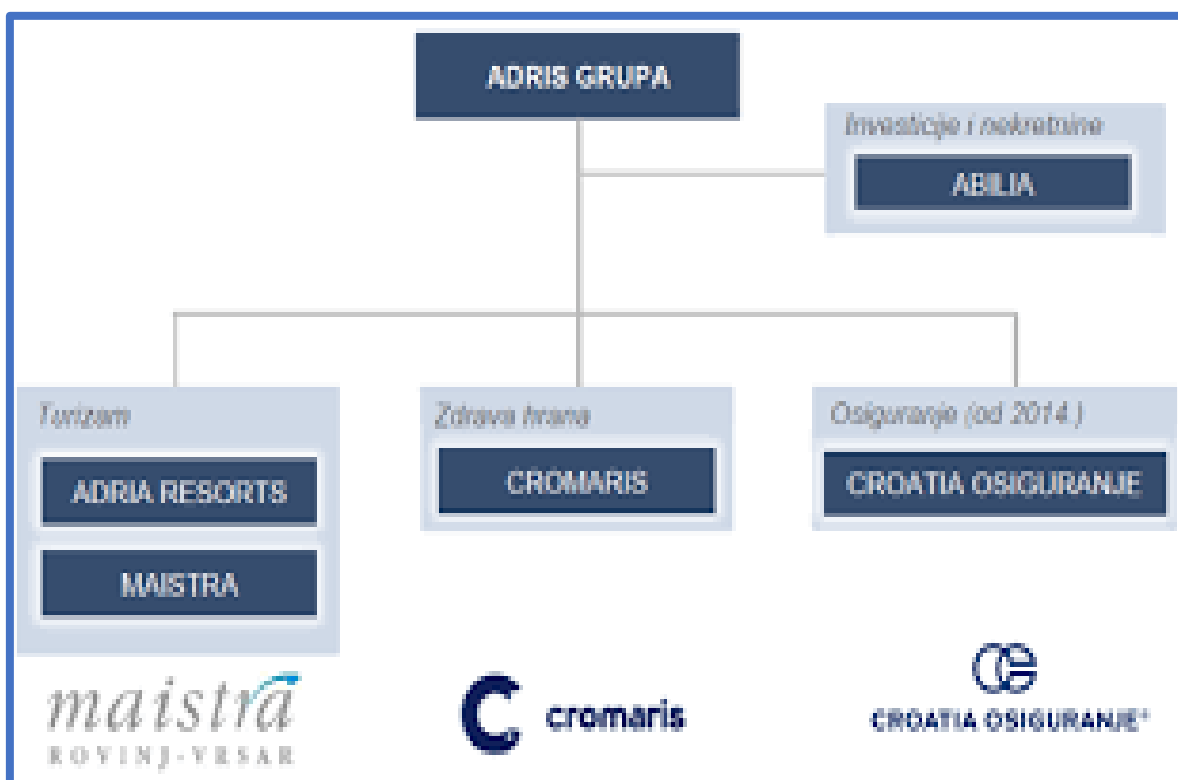 ADRIS GRUPA
Investicije i nekretnine
ABILIA
Turizam
ADRIA RESORTS
MAISTRA
Zdrava hrana
CROMARIS
Osiguranje (od 2014.)
CROATIA OSIGURANJE
maistra
ROVINJ-VRSAR
cromaris
CROATIA OSIGURANJE®